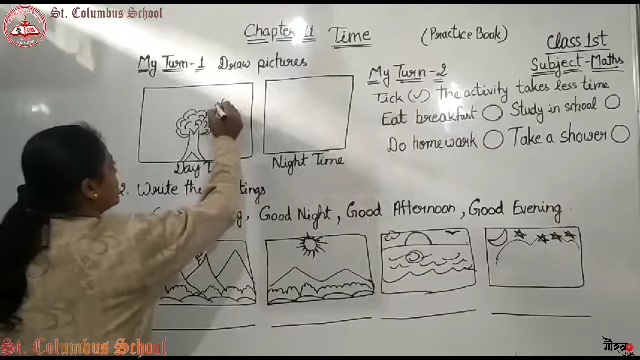 St. Columbus School
Chapter 11 Time (Practice Book)
Class 1st
Subject-Maths
My Turn-1 Draw pictures
Day
Night Time
My Turn-2
Tick (✓) The activity takes less time
Eat breakfast
Study in school
Do homework
Take a shower
2. Write the
Good Night, Good Afternoon, Good Evening
St. Columbus School